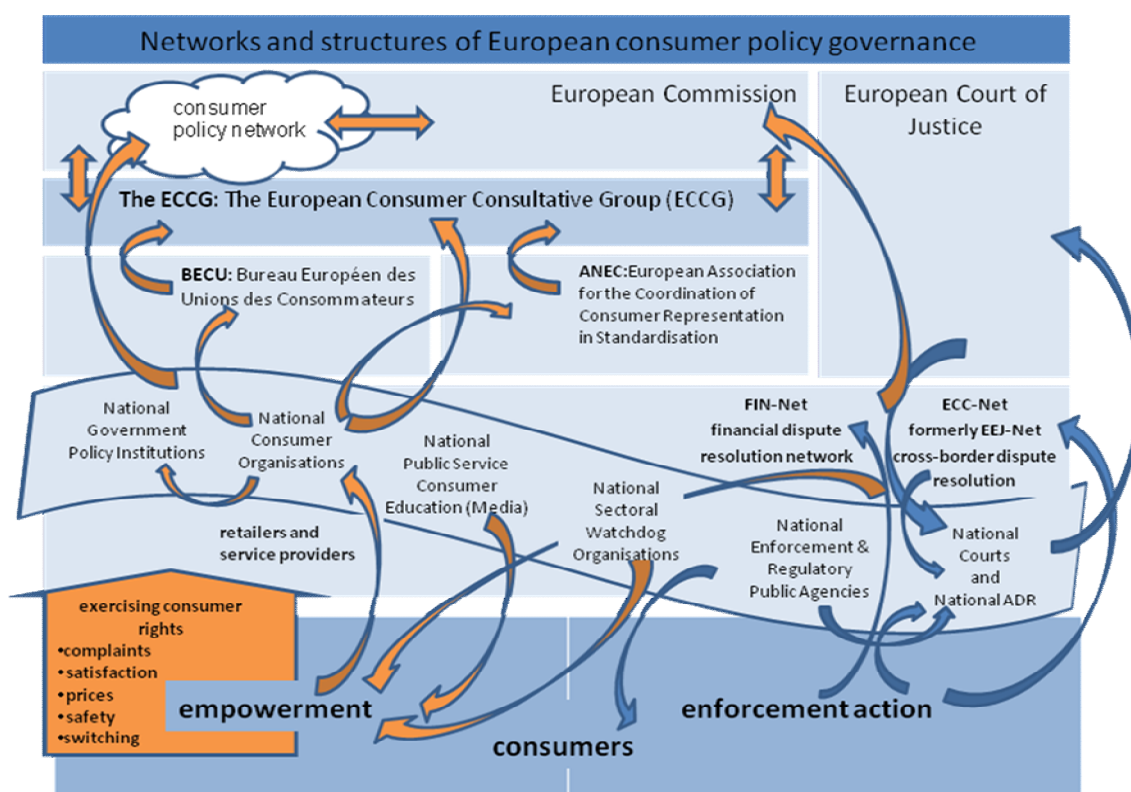 Networks and structures of European consumer policy governance
consumer
policy network
European Commission
European Court of
Justice
The ECCG: The European Consumer Consultative Group (ECCG)
BECU: Bureau Européen des
Unions des Consommateurs
ANEC:European Association
for the Coordination of
Consumer Representation
in Standardisation
National
Government
Policy Institutions
National
Consumer
Organisations
National
Public Service
Consumer
Education (Media)
National
Sectoral
Watchdog
Organisations
FIN-Net
financial dispute
resolution network
ECC-Net
formerly EEJ-Net
cross-border dispute
resolution
National
Enforcement &
Regulatory
Public Agencies
National
Courts
and
National ADR
retailers and
service providers
exercising consumer
rights
•complaints
•satisfaction
•prices
•safety
•switching
empowerment
enforcement action
consumers